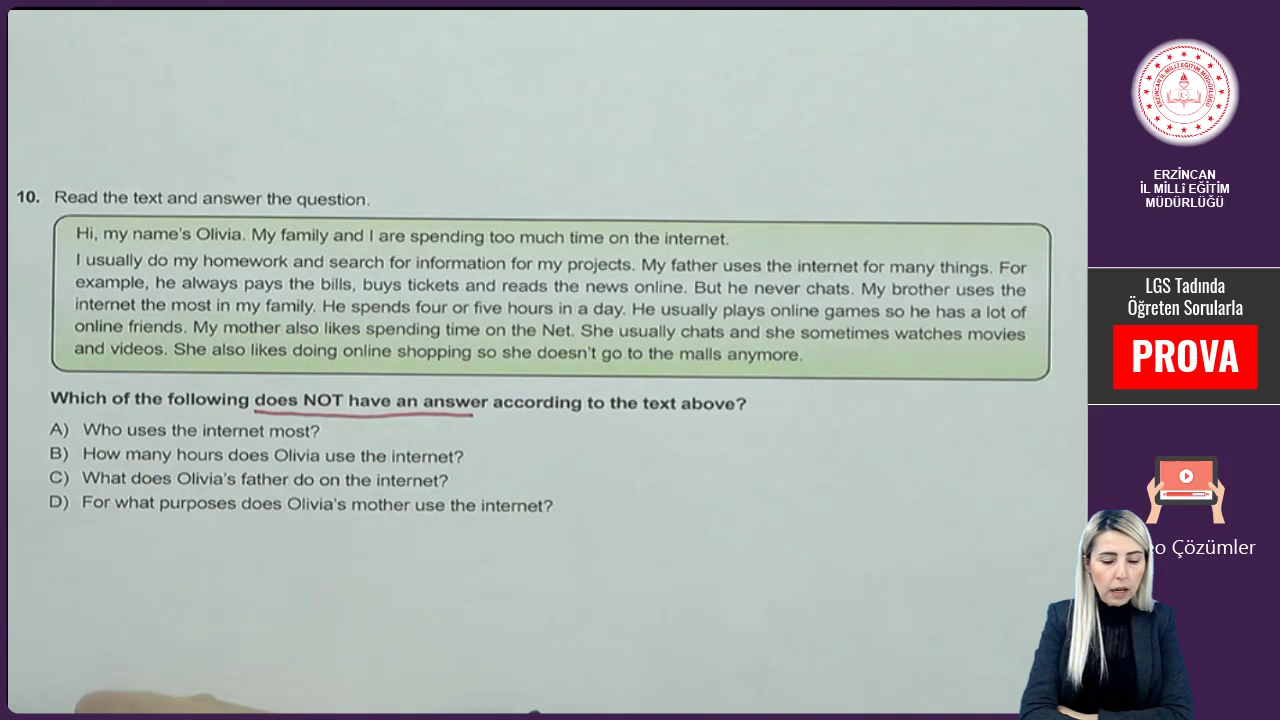 10. Read the text and answer the question.
Hi, my name's Olivia. My family and I are spending too much time on the internet.
I usually do my homework and search for information for my projects. My father uses the internet for many things. For
example, he always pays the bills, buys tickets and reads the news online. But he never chats. My brother uses the
internet the most in my family. He spends four or five hours in a day. He usually plays online games so he has a lot of
online friends. My mother also likes spending time on the Net. She usually chats and she sometimes watches movies
and videos. She also likes doing online shopping so she doesn't go to the malls anymore.
Which of the following does NOT have an answer according to the text above?
A) Who uses the internet most?
B) How many hours does Olivia use the internet?
C) What does Olivia's father do on the internet?
D) For what purposes does Olivia's mother use the internet?
ERZİNCAN İL MİLLİ EĞİTİM MÜDÜRLÜĞÜ
ERZİNCAN
İL MİLLÎ EĞİTİM
MÜDÜRLÜĞÜ
LGS Tadında
Öğreten Sorularla
PROVA
eo Çözümler